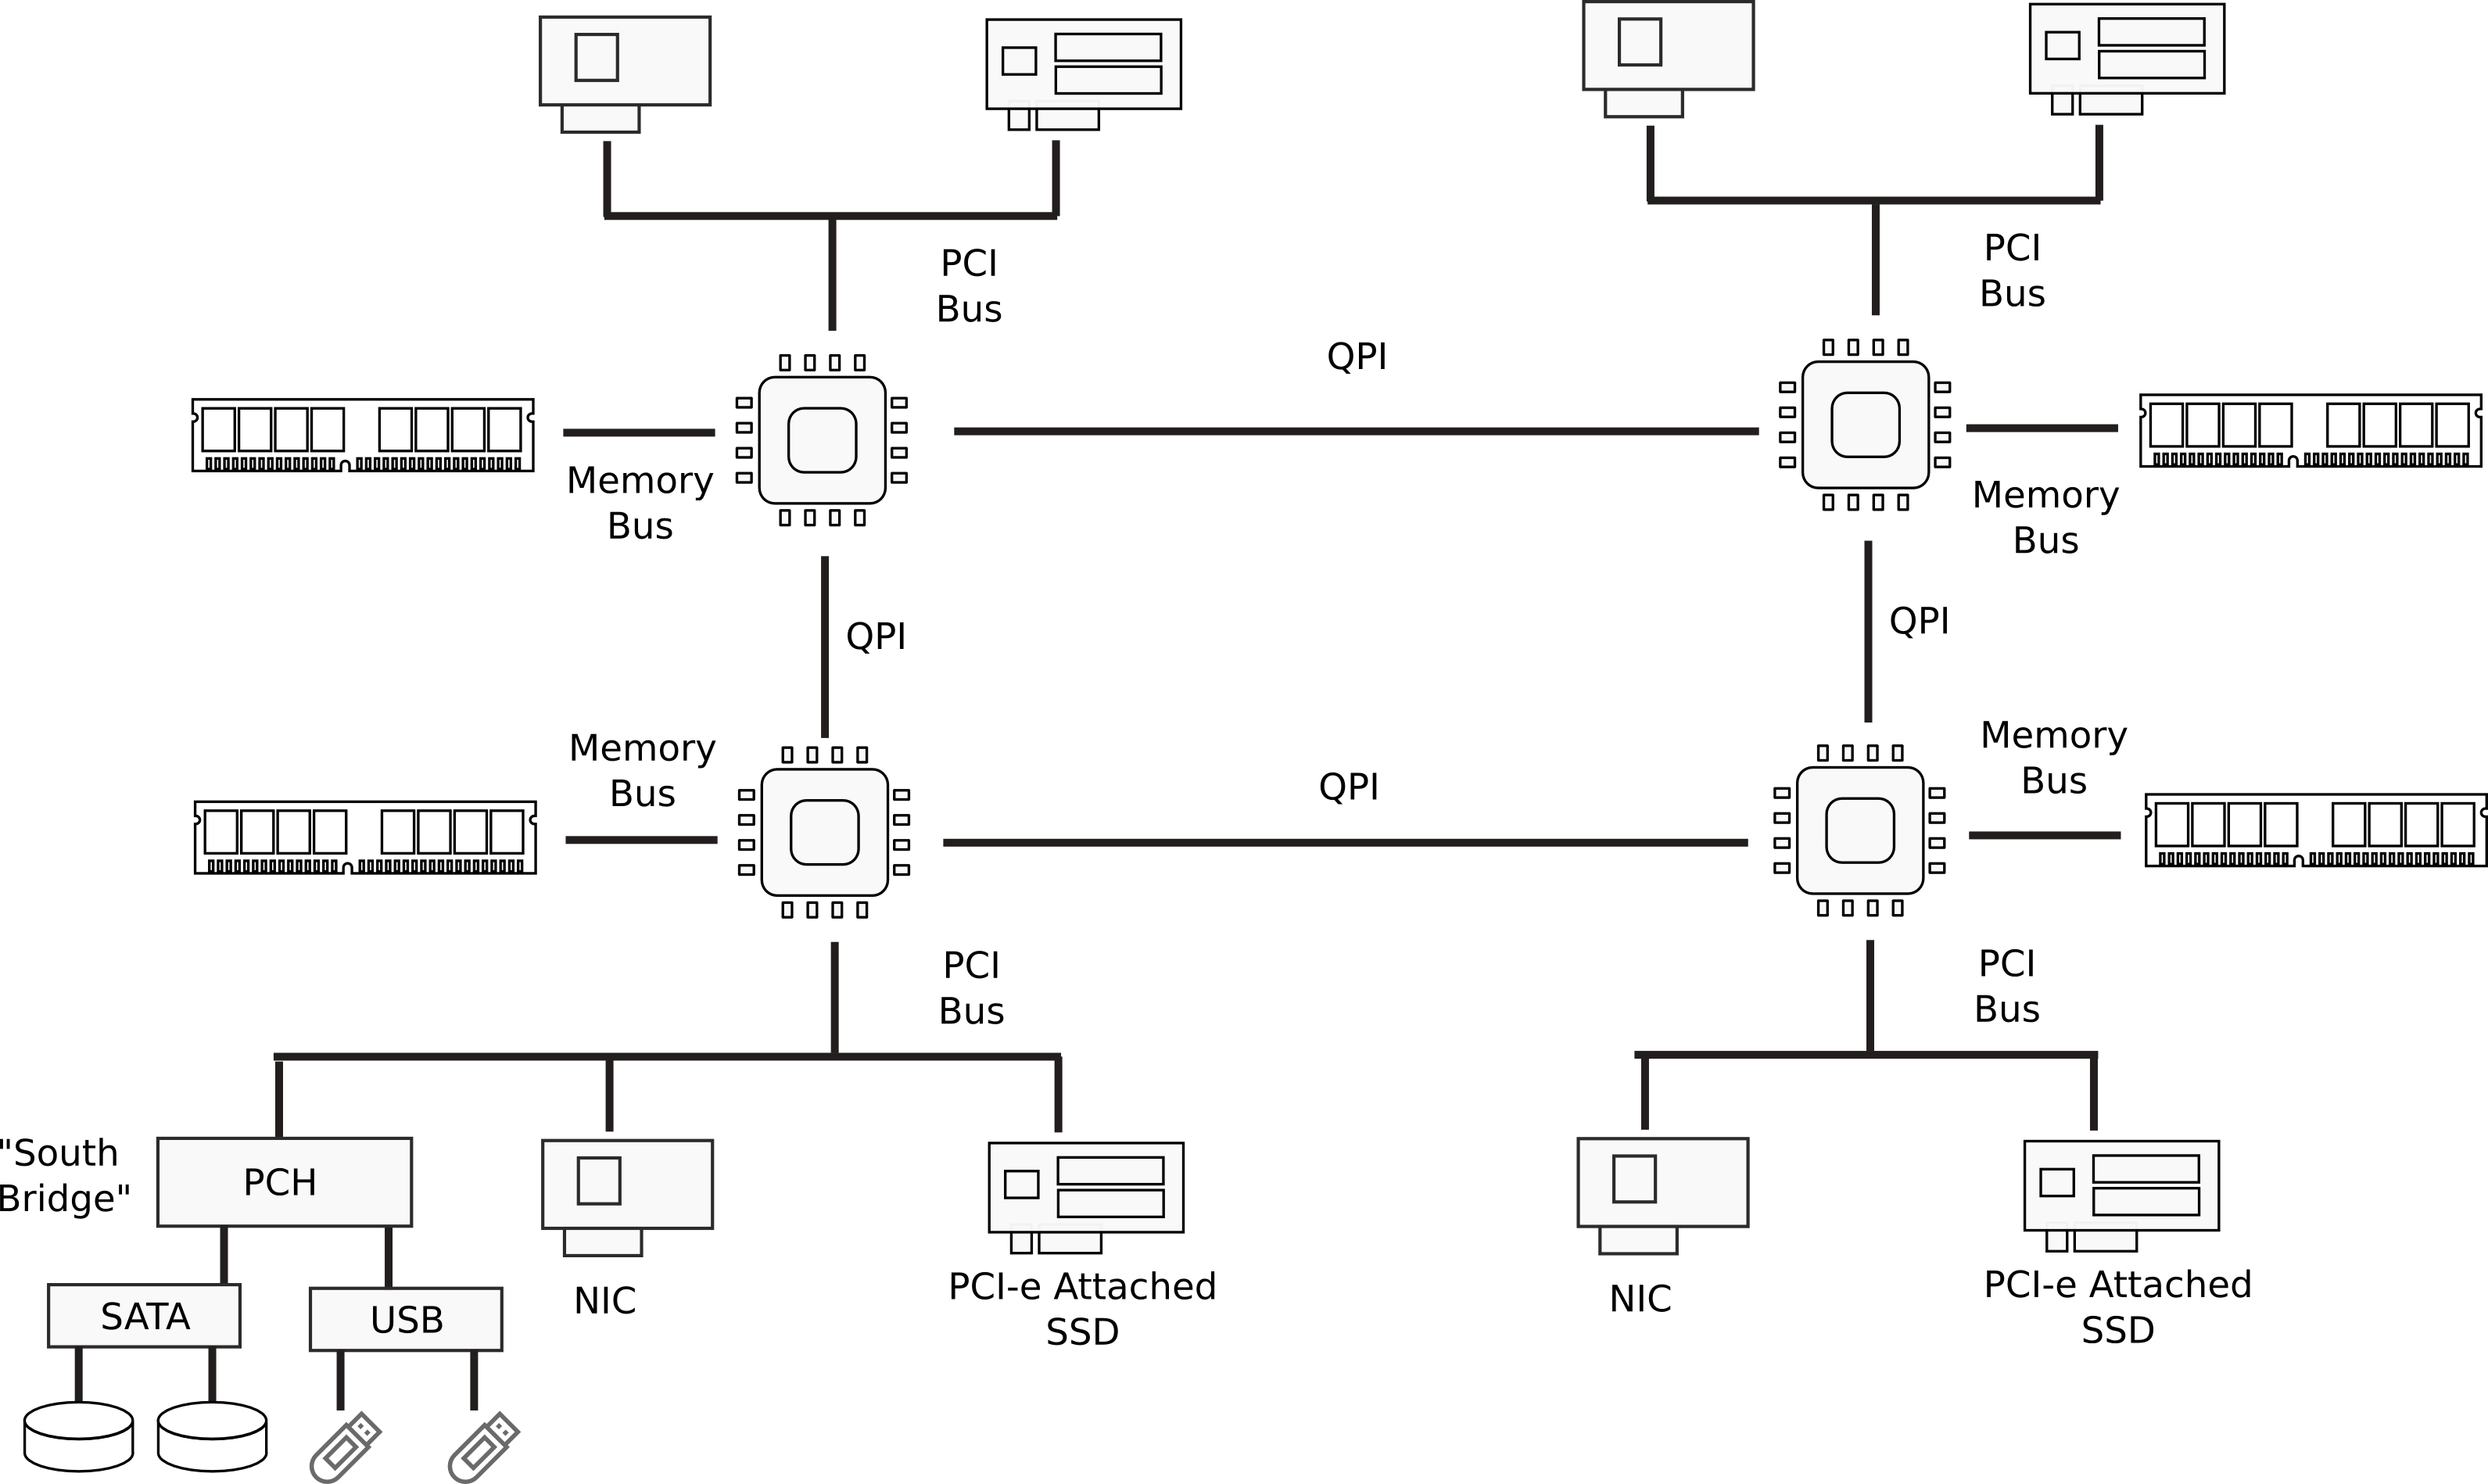 PCI
Bus
PCI
Bus
QPI
Memory
Bus
Memory
Bus
QPI
QPI
Memory
Bus
QPI
Memory
Bus
PCI
Bus
PCI
Bus
"South
Bridge"
PCH
SATA
USB
NIC
PCI-e Attached
SSD
NIC
PCI-e Attached
SSD